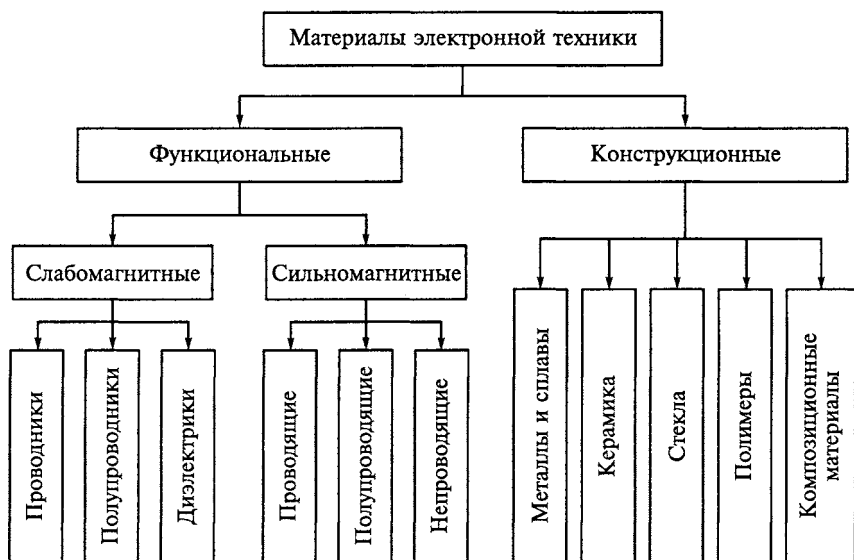 Материалы электронной техники
Функциональные
Конструкционные
Слабомагнитные
Сильномагнитные
Проводники
Полупроводники
Диэлектрики
Проводящие
Полупроводящие
Непроводящие
Металлы и сплавы
Керамика
Стекла
Полимеры
Композиционные
материалы